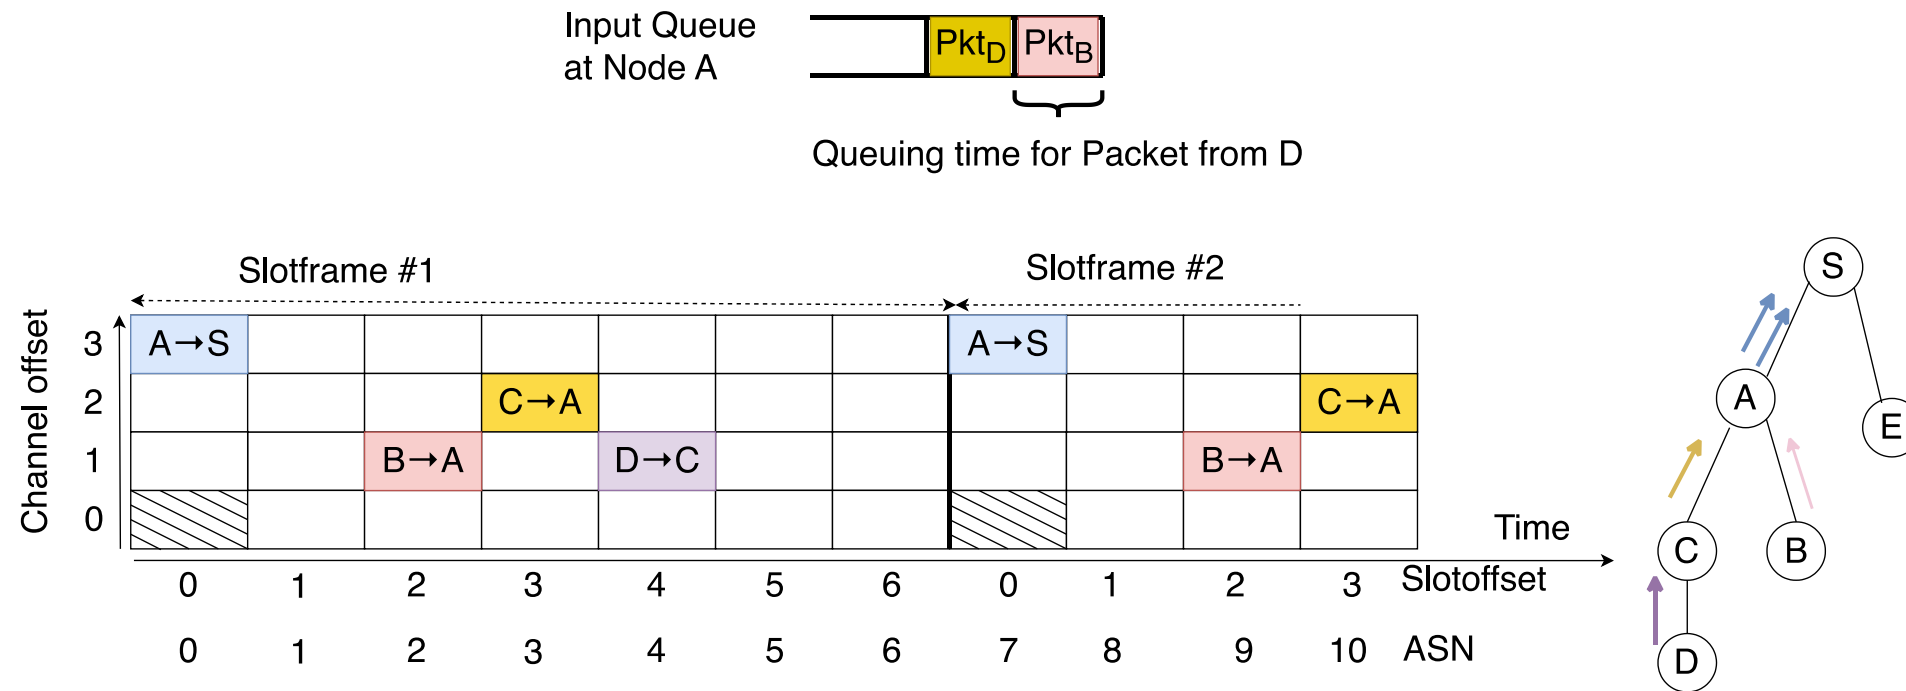 Input Queue
at Node A
Pkt_D Pkt_B
Queuing time for Packet from D
Slotframe #1 Slotframe #2
Channel offset
3 A→S A→S
2 C→A C→A
1 B→A D→C B→A
0
Time
0 1 2 3 4 5 6 0 1 2 3 Slotoffset
0 1 2 3 4 5 6 7 8 9 10 ASN
S
A
E
C B
D